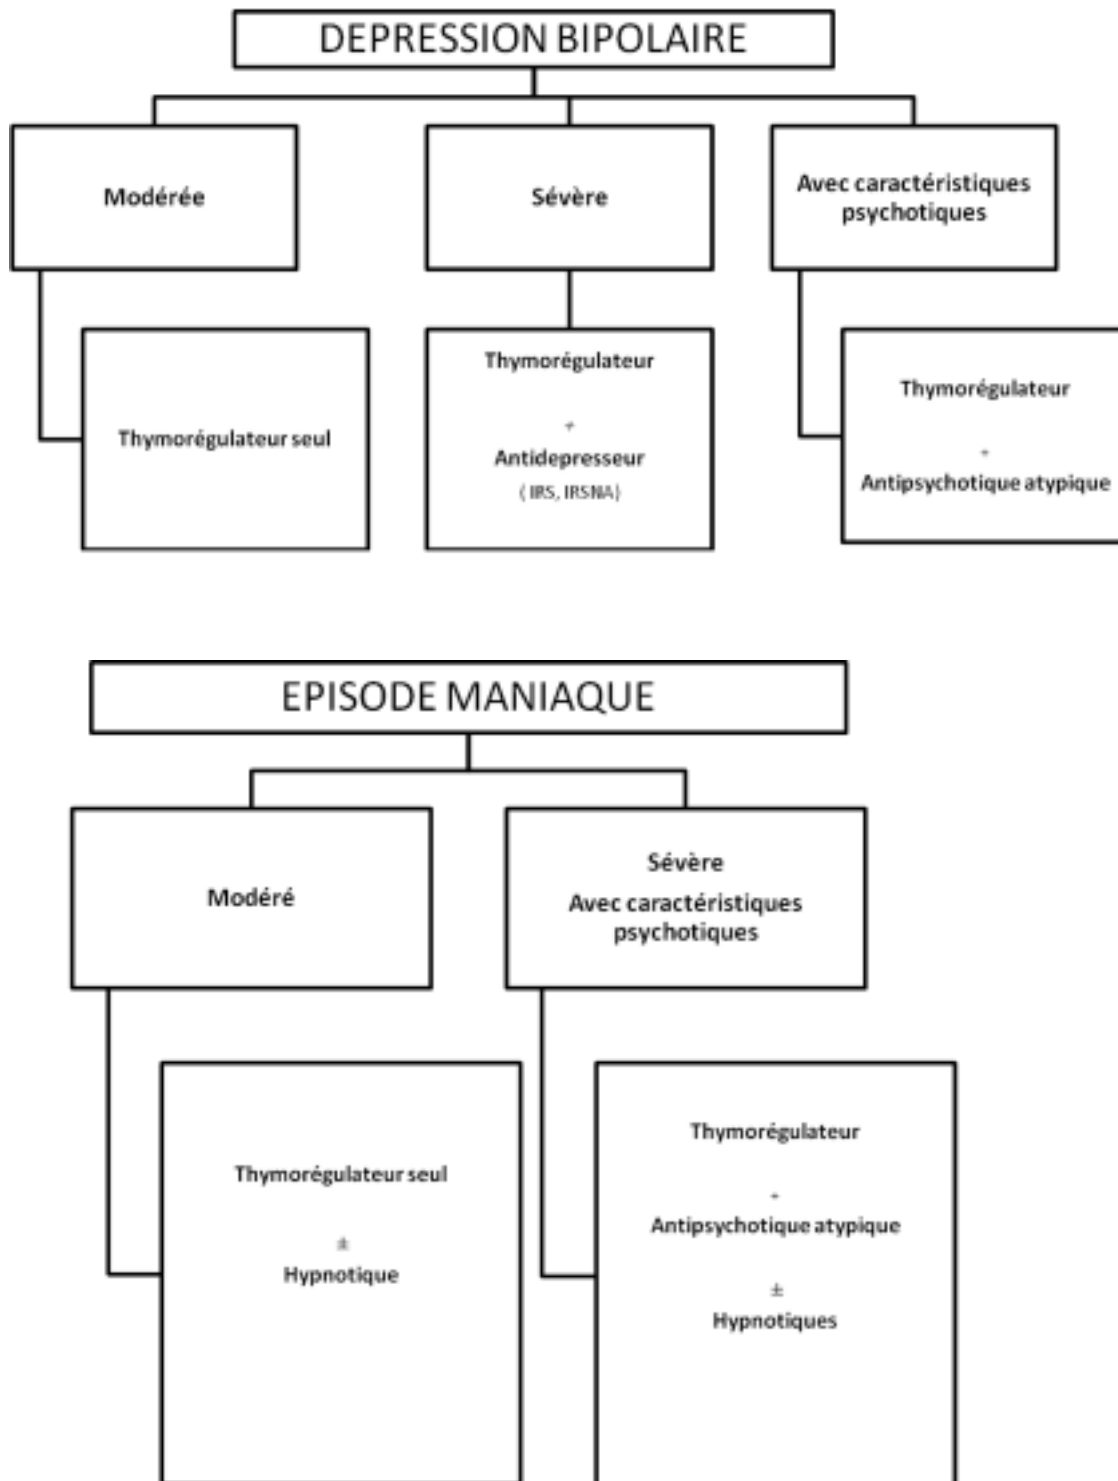 DEPRESSION BIPOLAIRE
Modérée
Sévère
Avec caractéristiques
psychotiques
Thymorégulateur seul
Thymorégulateur
+
Antidepresseur
( IRS, IRSNA)
Thymorégulateur
+
Antipsychotique atypique
EPISODE MANIAQUE
Modéré
Sévère
Avec caractéristiques
psychotiques
Thymorégulateur seul
±
Hypnotique
Thymorégulateur
+
Antipsychotique atypique
±
Hypnotiques